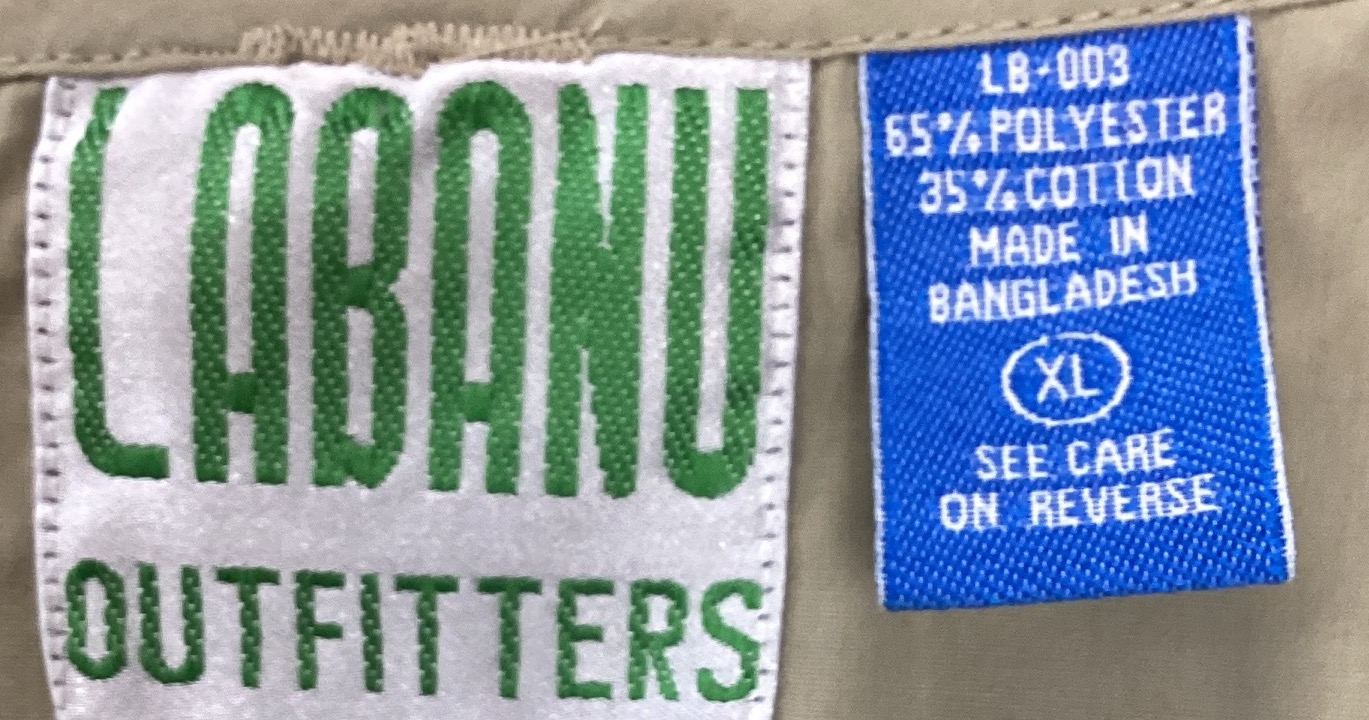 LABANU
OUTFITTERS
LB-003
65% POLYESTER
35% COTTON
MADE IN
BANGLADESH
XL
SEE CARE
ON REVERSE